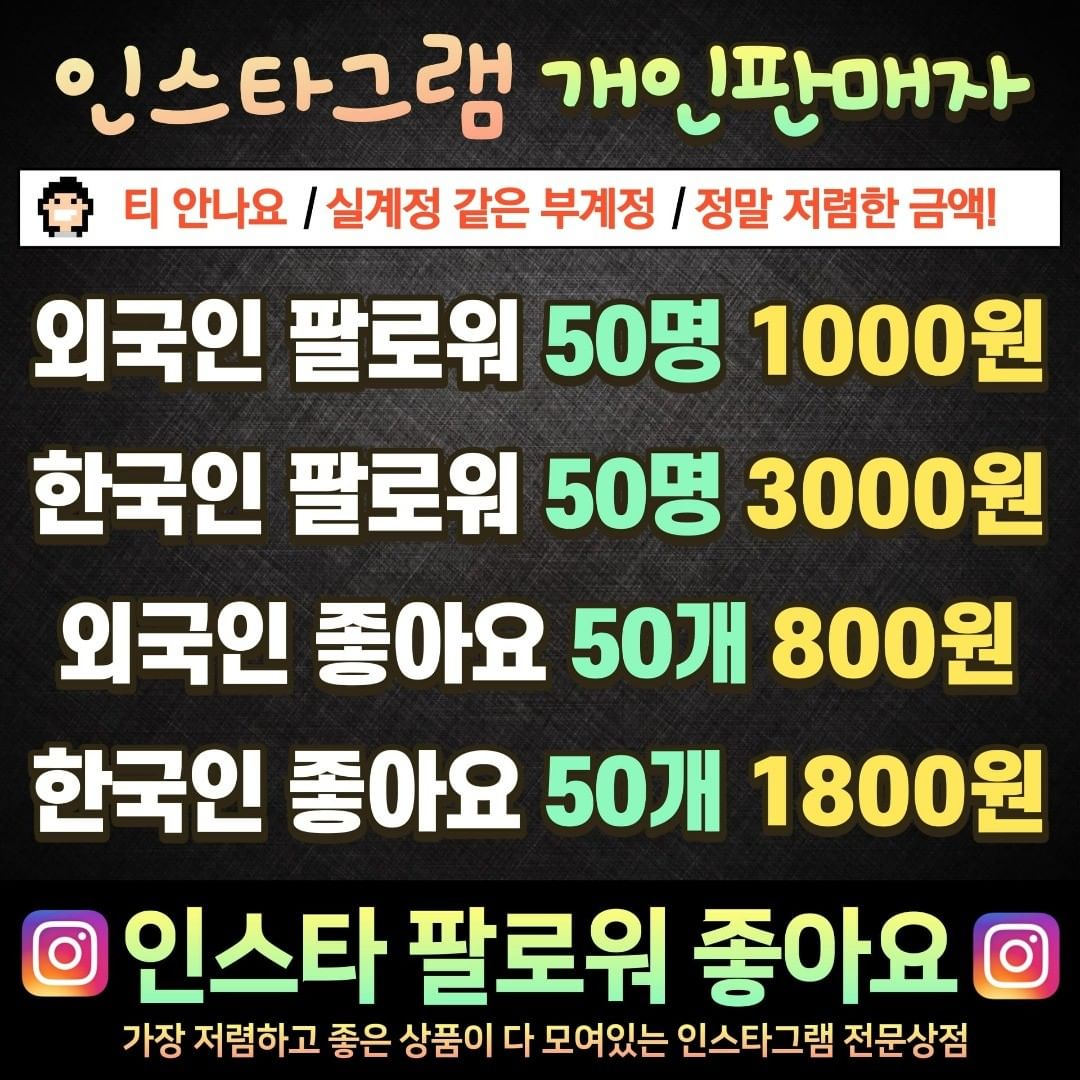 인스타그램 개인판매자
티 안나요 / 실계정 같은 부계정 / 정말 저렴한 금액!
외국인 팔로워 50명 1000원
한국인 팔로워 50명 3000원
외국인 좋아요 50개 800원
한국인 좋아요 50개 1800원
인스타 팔로워 좋아요
가장 저렴하고 좋은 상품이 다 모여있는 인스타그램 전문상점